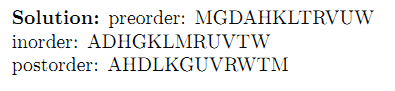 Solution: preorder: MGDAHKLTRVUW
inorder: ADHGKLMRUVTW
postorder: AHDLKGUVRWTM